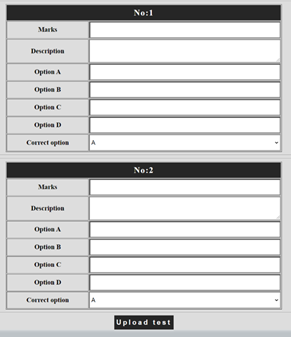 No:1
Marks
Description
Option A
Option B
Option C
Option D
Correct option A
No:2
Marks
Description
Option A
Option B
Option C
Option D
Correct option A
Upload test